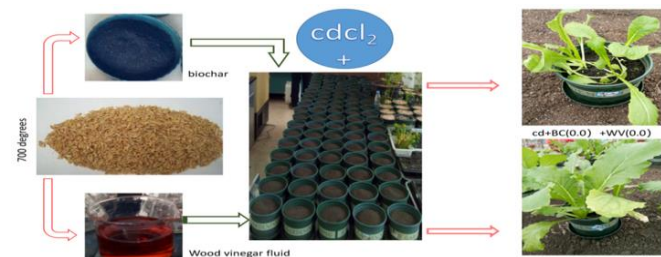 cdcl₂
+
biochar
700 degrees
cd+BC(0.0) +WV(0.0)
Wood vinegar fluid